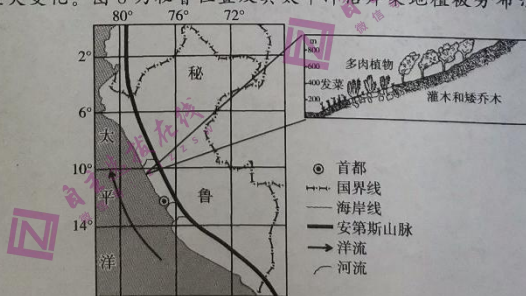 80° 76° 72°
2°
6°
10°
14°
秘
鲁
太
平
洋
m
800
600
400
200
多肉植物
发菜
灌木和矮乔木
首都
国界线
海岸线
安第斯山脉
洋流
河流